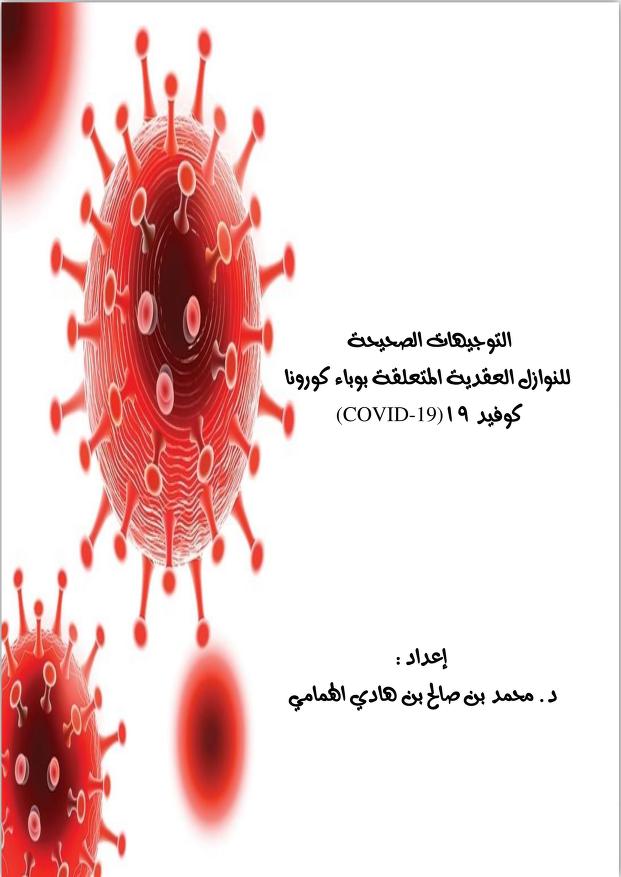 التوجيهات الصحيحة
للنوازل العقدية المتعلقة بوباء كورونا
كوفيد ١٩ (COVID-19)
إعداد :
د. محمد بن صالح بن هادي الهمامي